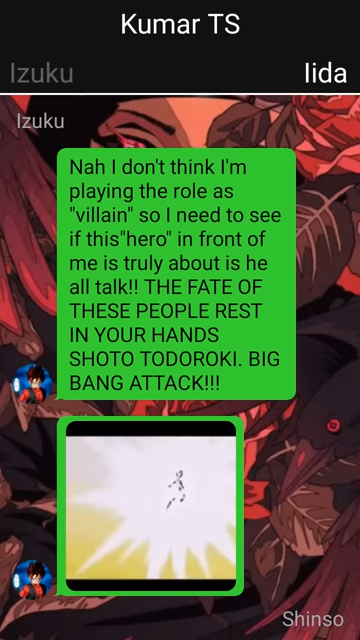 Kumar TS
Izuku
Iida
Izuku
Nah I don't think I'm
playing the role as
"villain" so I need to see
if this"hero" in front of
me is truly about is he
all talk!! THE FATE OF
THESE PEOPLE REST
IN YOUR HANDS
SHOTO TODOROKI. BIG
BANG ATTACK!!!
Shinso